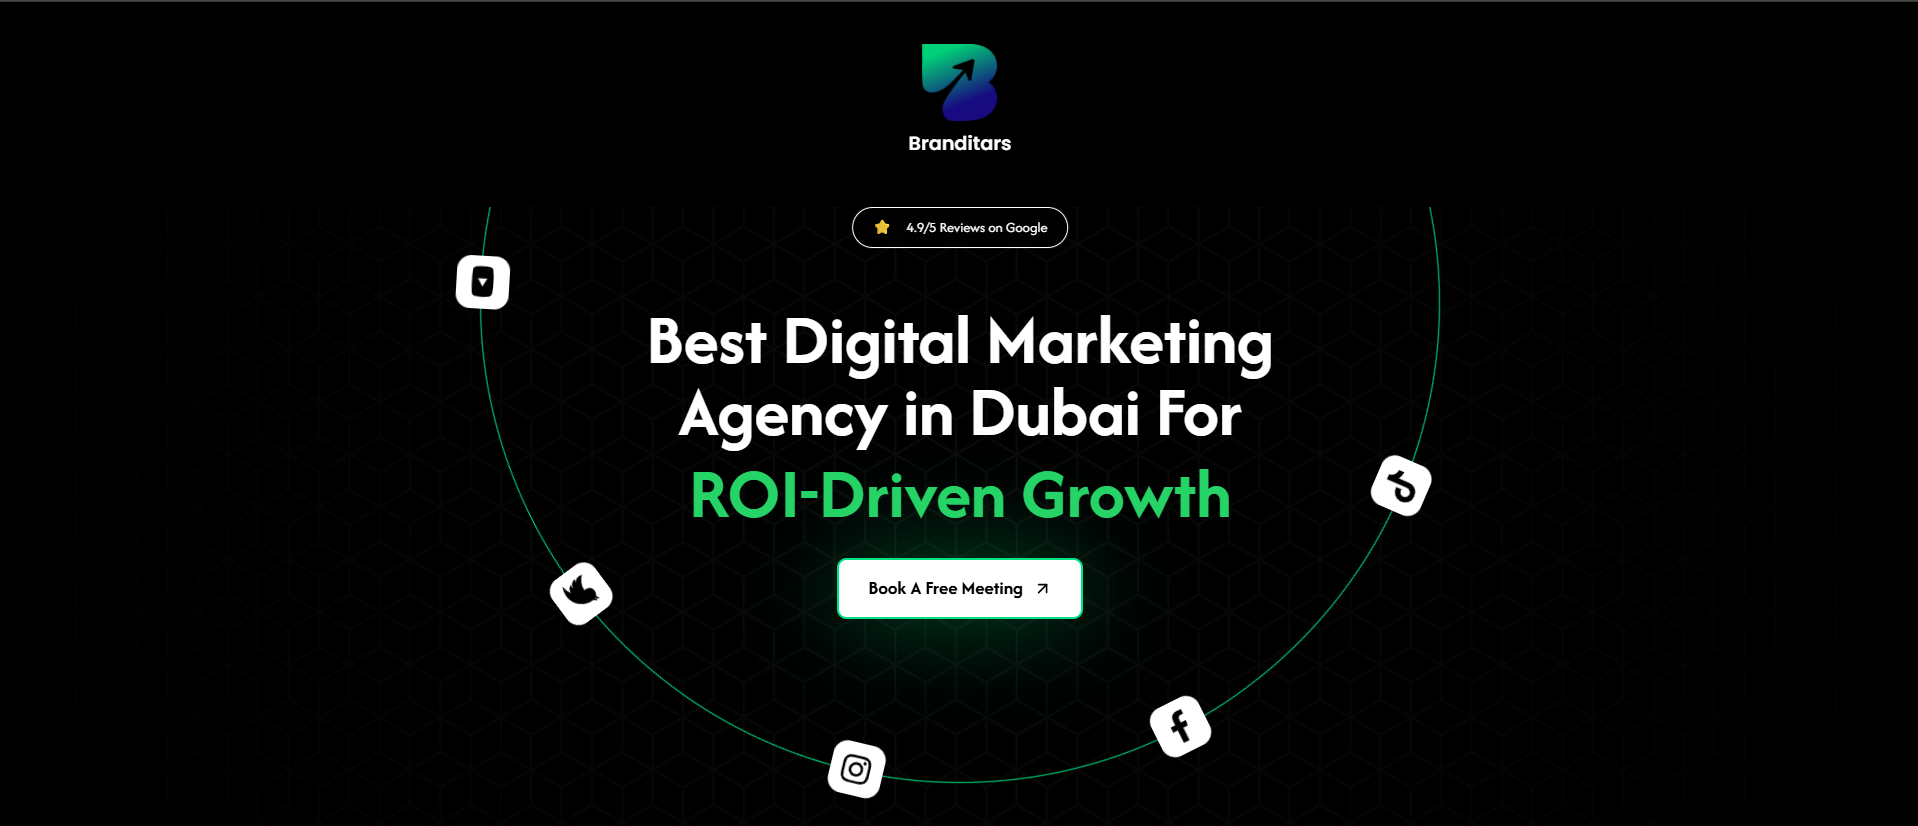 Branditars
4.9/5 Reviews on Google
Best Digital Marketing
Agency in Dubai For
ROI-Driven Growth
Book A Free Meeting